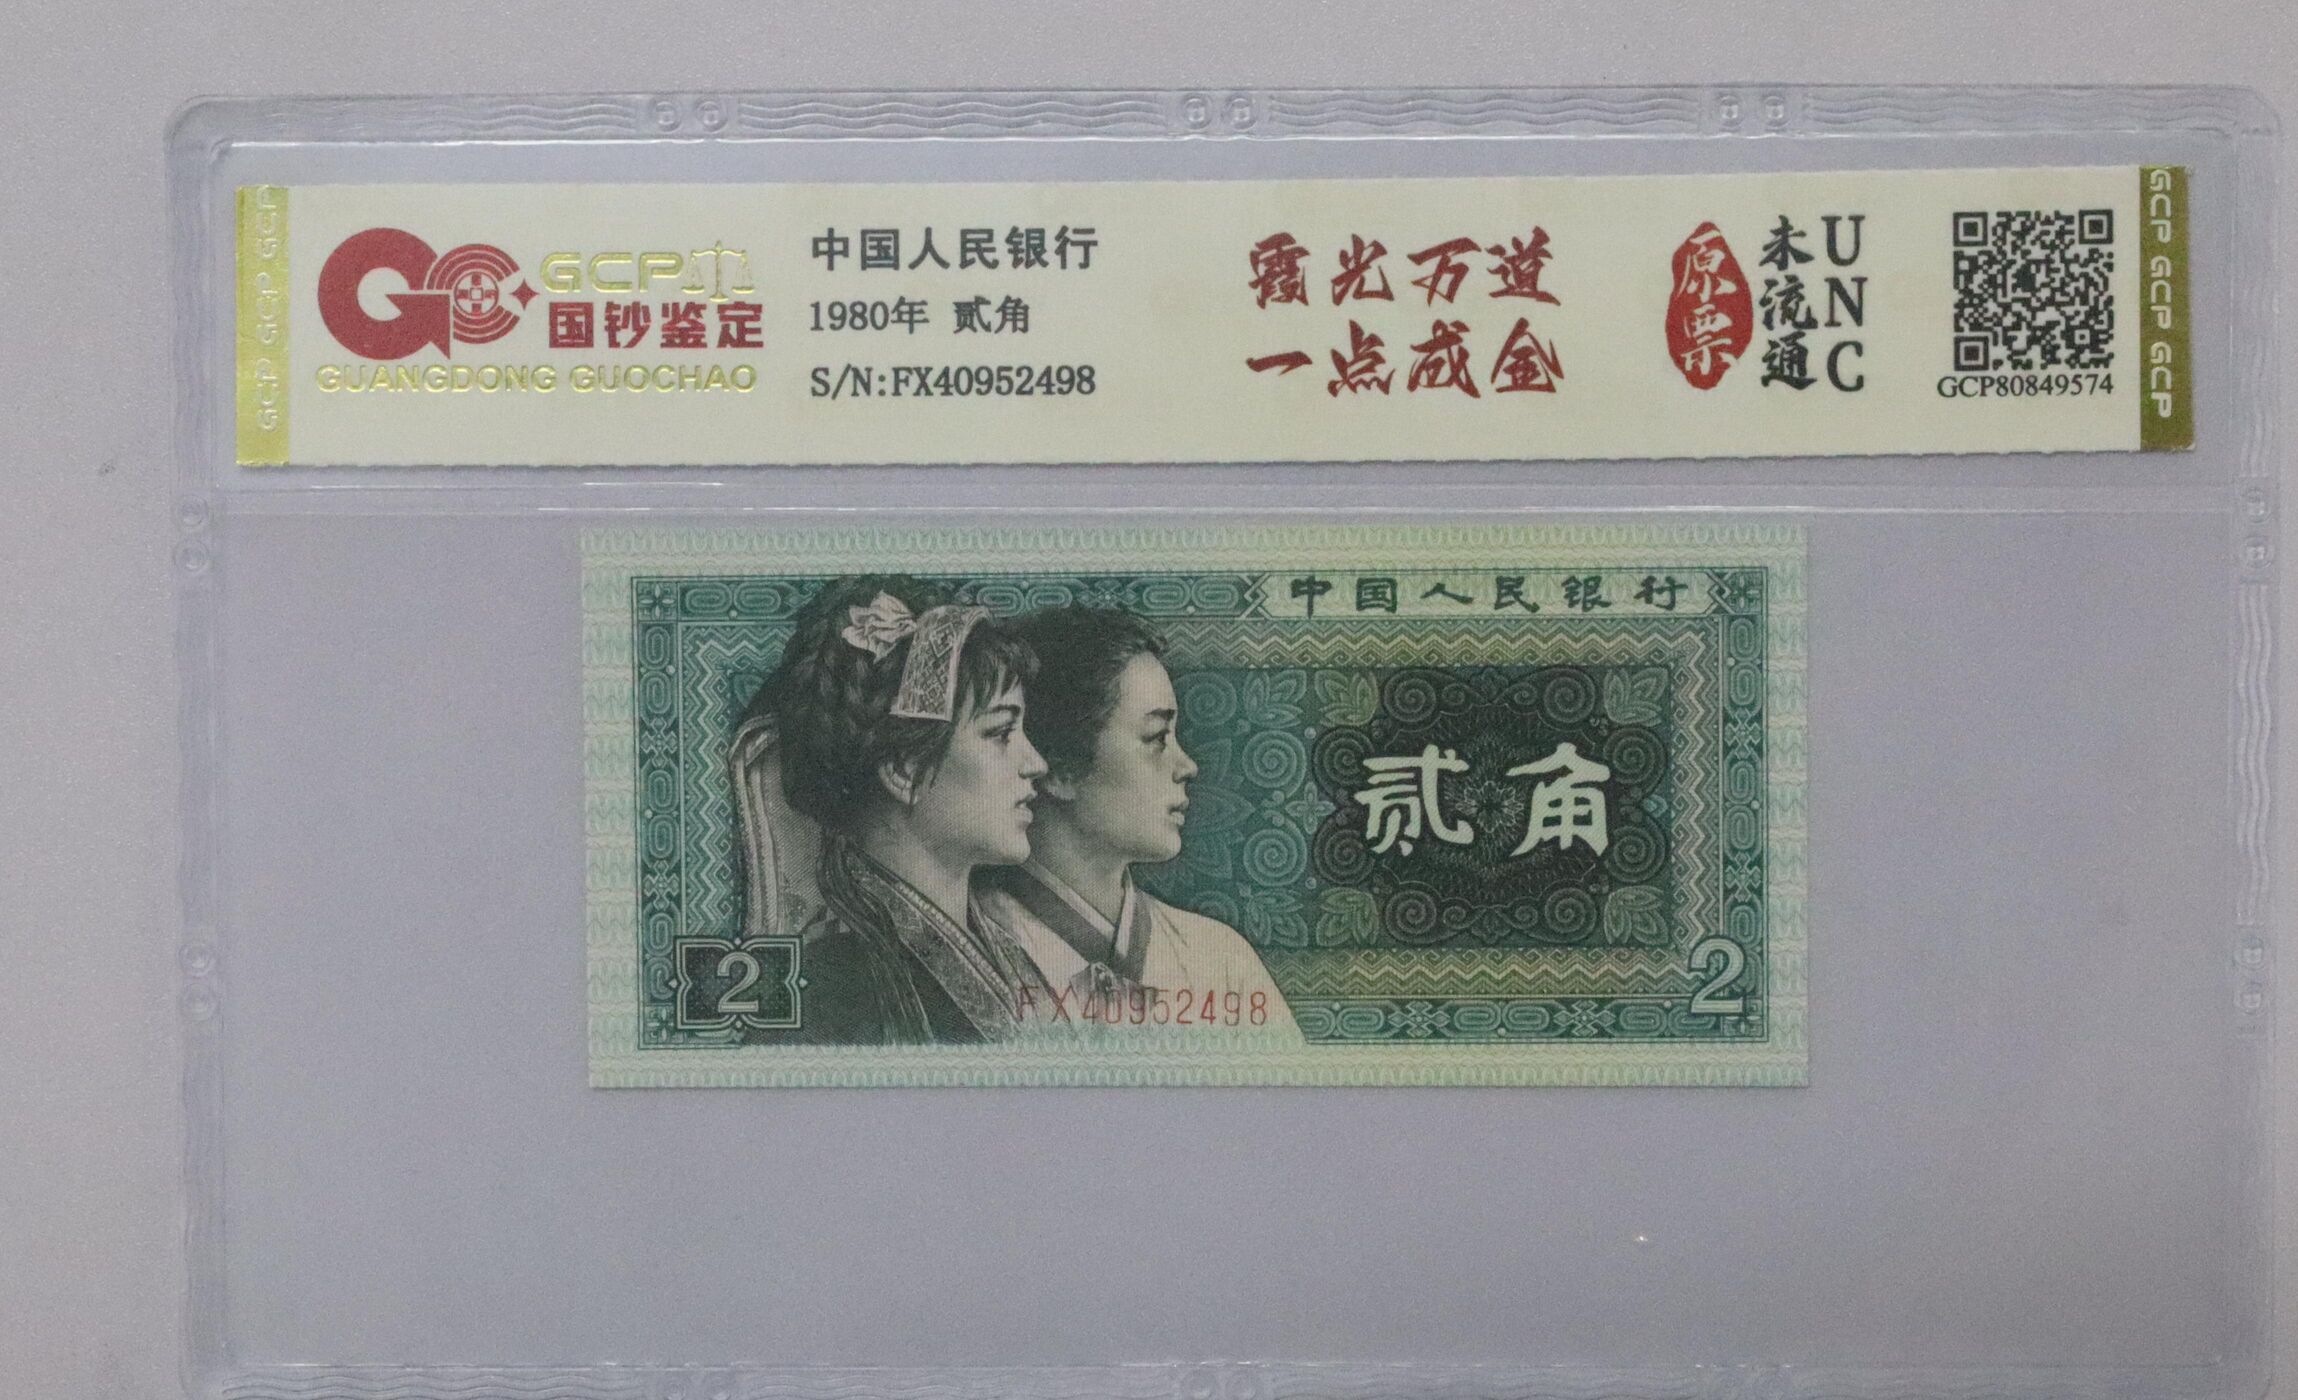 GCP
国钞鉴定
GUANGDONG GUOCHAO
中国人民银行
1980年 贰角
S/N:FX40952498
霞光万道
一点成金
原票
未流通
UNC
GCP80849574
GCP GCP GCP
GCP GCP GCP
中国人民银行
贰角
2
FX40952498
2